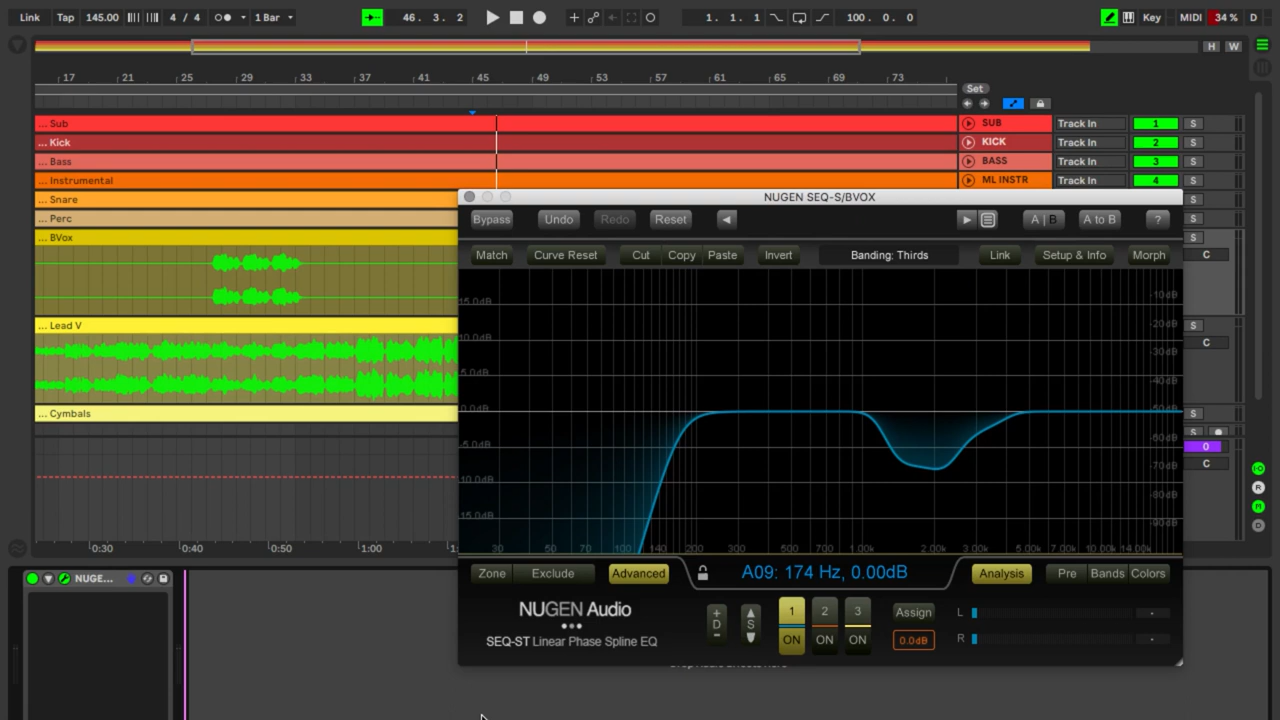 Link Tap 145.00 4 / 4 1 Bar 46. 3. 2 1. 1. 1 100. 0. 0 Key MIDI 34 % D
H W
17 21 25 29 33 37 41 45 49 53 57 61 65 69 73
Set
... Sub SUB Track In 1 S
... Kick KICK Track In 2 S
... Bass BASS Track In 3 S
... Instrumental ML INSTR Track In 4 S
... Snare S
NUGEN SEQ-S/BVOX
... Perc S
Bypass Undo Redo Reset A | B A to B ?
... BVox S
Match Curve Reset Cut Copy Paste Invert Banding: Thirds Link Setup & Info Morph C
15.0dB -10dB
-20dB
... Lead V S
10.0dB -30dB C
5.0dB -40dB
... Cymbals 0.0dB -50dB S
S
-5.0dB -60dB 0
-70dB C
-10.0dB -80dB
-15.0dB -90dB
0:30 0:40 0:50 1:00 1: 30 50 70 100 140 200 300 500 700 1.00k 2.00k 3.00k 5.00k 7.00k 10.00k 14.00k
R
D
NUGE... Zone Exclude Advanced A09: 174 Hz, 0.00dB Analysis Pre Bands Colors
NUGEN Audio
SEQ-ST Linear Phase Spline EQ
+ D - S 1 2 3 Assign L
ON ON ON 0.0dB R